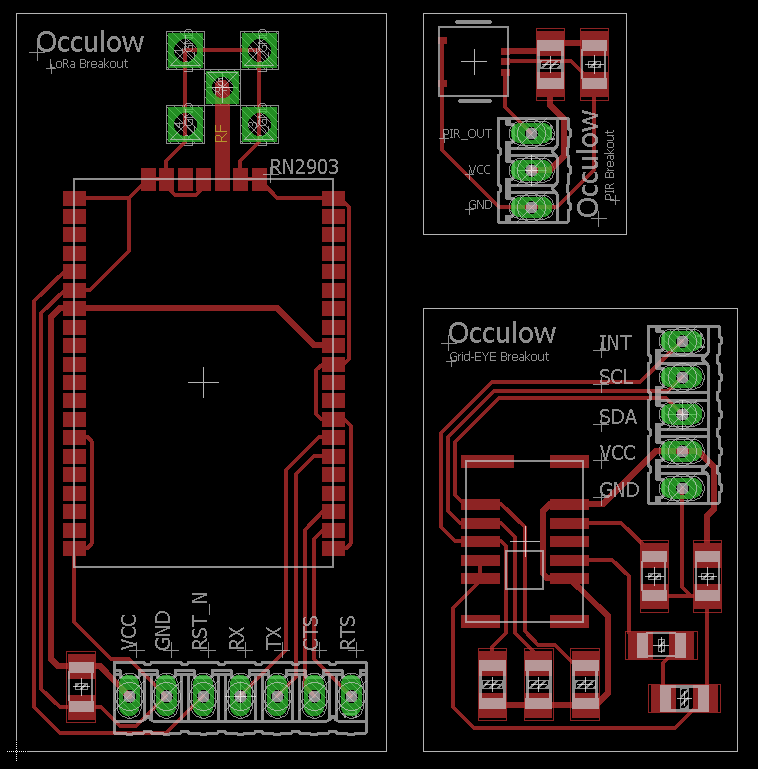 Occulow
LoRa Breakout
RF
RN2903
VCC
GND
RST_N
RX
TX
CTS
RTS
PIR_OUT
VCC
GND
Occulow
PIR Breakout
Occulow
Grid-EYE Breakout
INT
SCL
SDA
VCC
GND